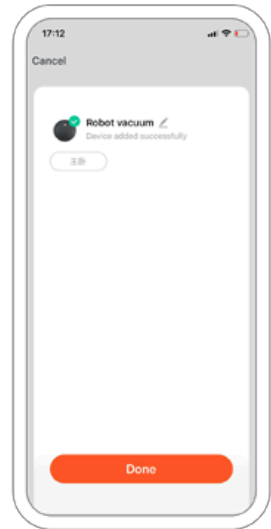 17:12
Cancel
Robot vacuum
Device added successfully
主卧
Done